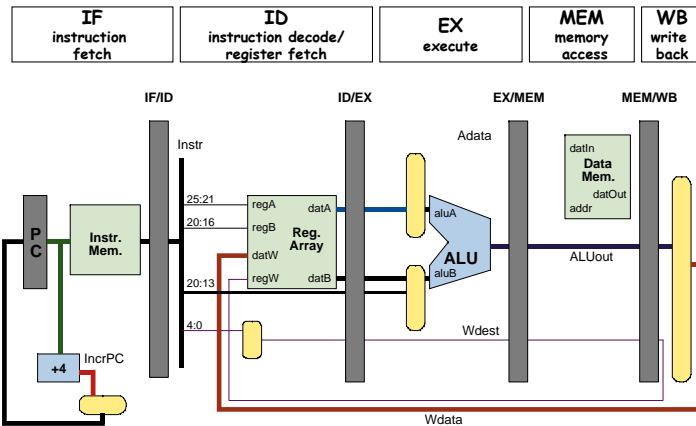 IF
instruction
fetch
ID
instruction decode/
register fetch
EX
execute
MEM
memory
access
WB
write
back
IF/ID
ID/EX
EX/MEM
MEM/WB
Instr
Adata
datIn
Data
Mem.
datOut
addr
25:21
regA
datA
aluA
20:16
regB
P
C
Instr.
Mem.
Reg.
Array
datW
ALU
ALUout
regW
datB
aluB
20:13
4:0
Wdest
IncrPC
+4
Wdata